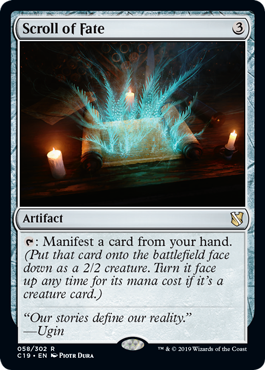 Scroll of Fate 3
Artifact
: Manifest a card from your hand.
(Put that card onto the battlefield face
down as a 2/2 creature. Turn it face
up any time for its mana cost if it's a
creature card.)
"Our stories define our reality."
—Ugin
058/302 R
C19 • EN Piotr Dura
™ & © 2019 Wizards of the Coast